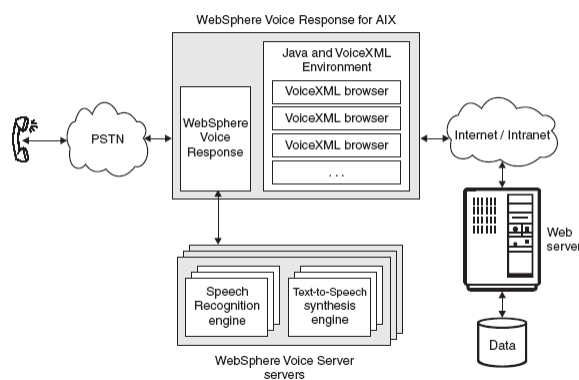 WebSphere Voice Response for AIX
Java and VoiceXML
Environment
VoiceXML browser
VoiceXML browser
VoiceXML browser
. . .
WebSphere
Voice
Response
PSTN
Internet / Intranet
Web
server
Data
Speech
Recognition
engine
Text-to-Speech
synthesis
engine
WebSphere Voice Server
servers